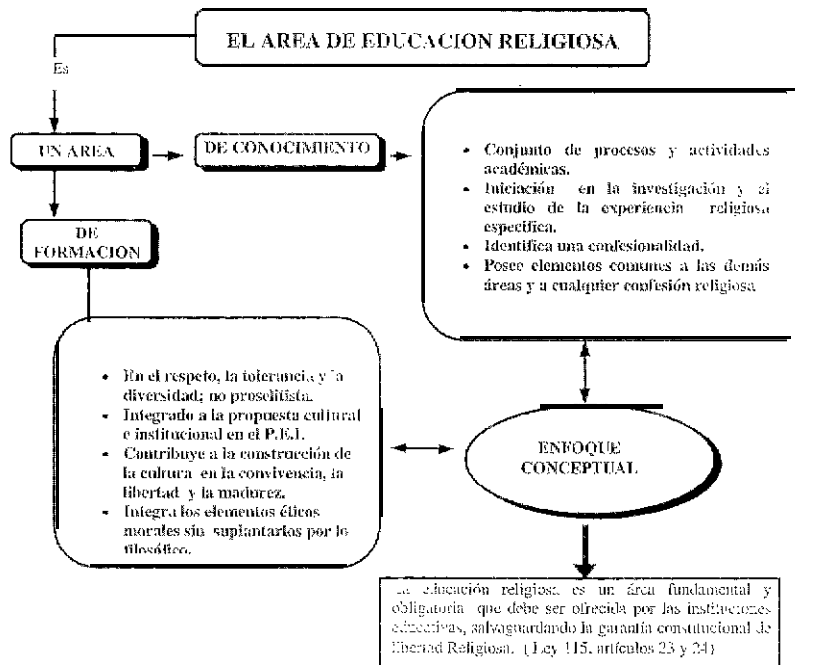 EL AREA DE EDUCACION RELIGIOSA
Es
UN AREA
DE CONOCIMIENTO
• Conjunto de procesos y actividades
académicas.
• Iniciación en la investigación y el
estudio de la experiencia religiosa
especifica.
• Identifica una confesionalidad.
• Posee elementos comunes a las demás
áreas y a cualquier confesión religiosa
DE
FORMACION
• En el respeto, la tolerancia y la
diversidad; no proselitista.
• Integrado a la propuesta cultural
e institucional en el P.E.I.
• Contribuye a la construcción de
la cultura en la convivencia, la
libertad y la madurez.
• Integra los elementos éticos
morales sin suplantarlos por lo
filosófico.
ENFOQUE
CONCEPTUAL
La educación religiosa es un área fundamental y
obligatoria que debe ser ofrecida por las instituciones
educativas, salvaguardando la garantía constitucional de
libertad Religiosa. (Ley 115, artículos 23 y 24)